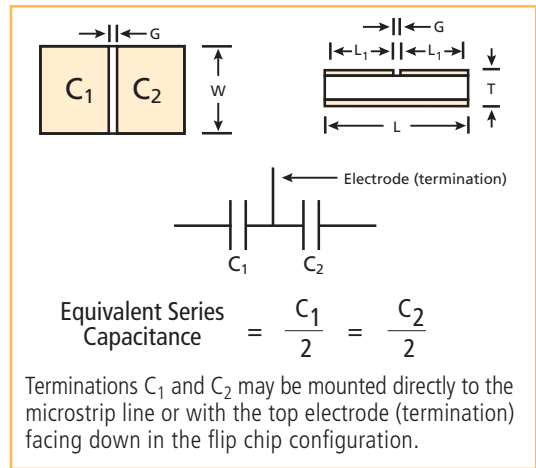 G
G
L₁ L₁
C₁ C₂
W
T
L
Electrode (termination)
C₁ C₂
Equivalent Series
Capacitance = C₁/2 = C₂/2
Terminations C₁ and C₂ may be mounted directly to the
microstrip line or with the top electrode (termination)
facing down in the flip chip configuration.